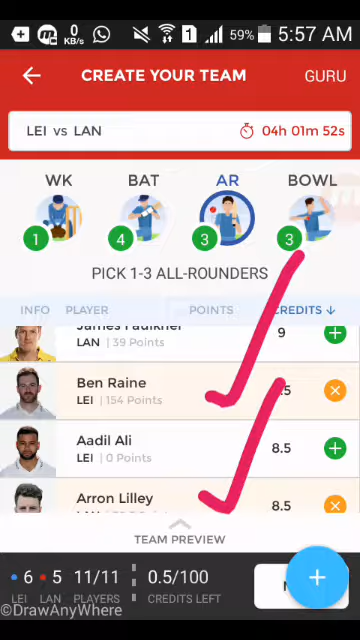 0
KB/s
1
59%
5:57 AM
CREATE YOUR TEAM
GURU
LEI vs LAN
04h 01m 52s
WK
BAT
AR
BOWL
1
4
3
3
PICK 1-3 ALL-ROUNDERS
INFO
PLAYER
POINTS
CREDITS ↓
James Faulkner
LAN | 39 Points
9
Ben Raine
LEI | 154 Points
.5
Aadil Ali
LEI | 0 Points
8.5
Arron Lilley
8.5
TEAM PREVIEW
6
5
11/11
0.5/100
LEI
LAN
PLAYERS
CREDITS LEFT
©DrawAnyWhere